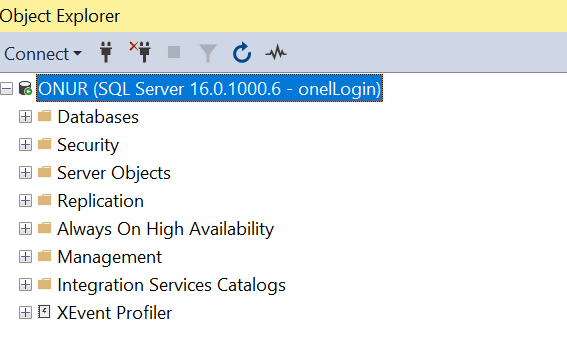 Object Explorer
Connect
ONUR (SQL Server 16.0.1000.6 - onelLogin)
Databases
Security
Server Objects
Replication
Always On High Availability
Management
Integration Services Catalogs
XEvent Profiler